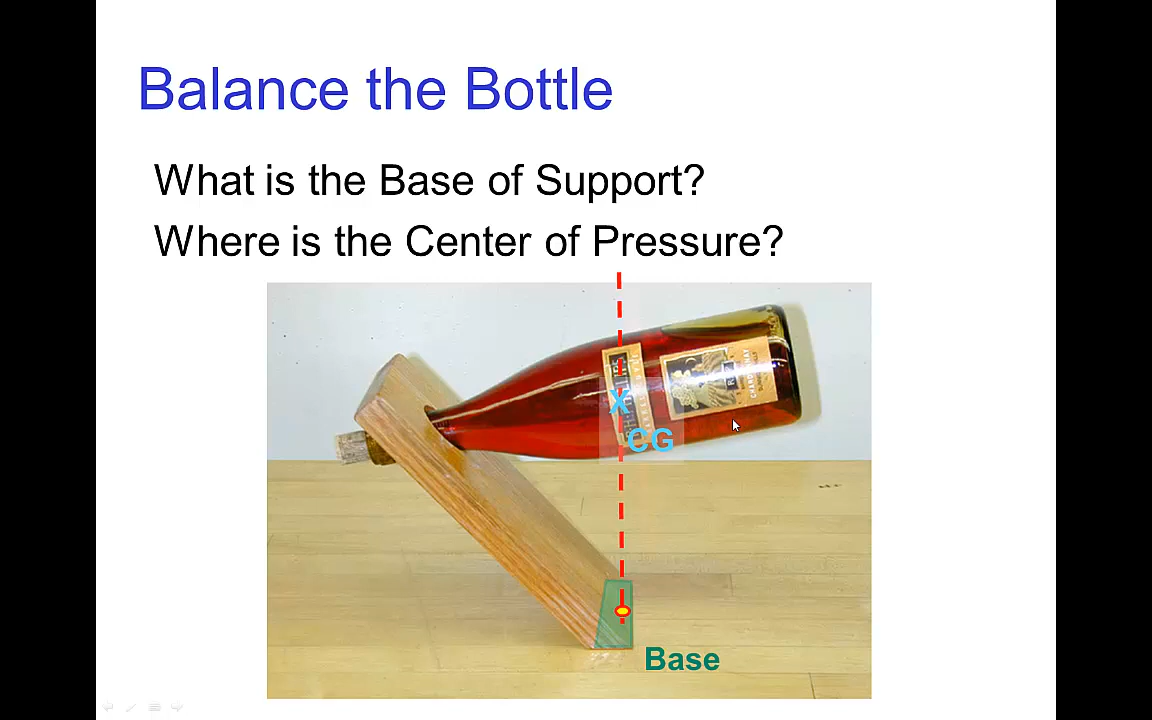 Balance the Bottle
What is the Base of Support?
Where is the Center of Pressure?
X
CG
Base